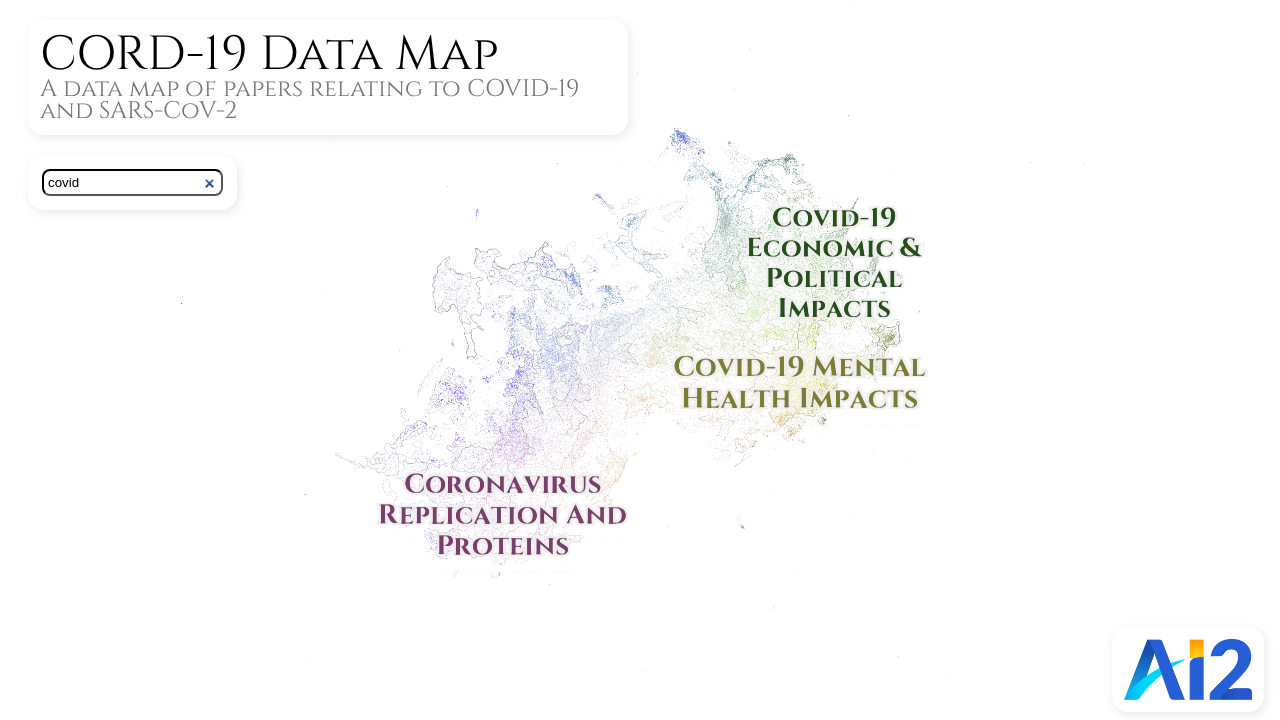 CORD-19 Data Map
A data map of papers relating to COVID-19
and SARS-CoV-2
covid
Covid-19
Economic &
Political
Impacts
Covid-19 Mental
Health Impacts
Coronavirus
Replication And
Proteins
Ai2